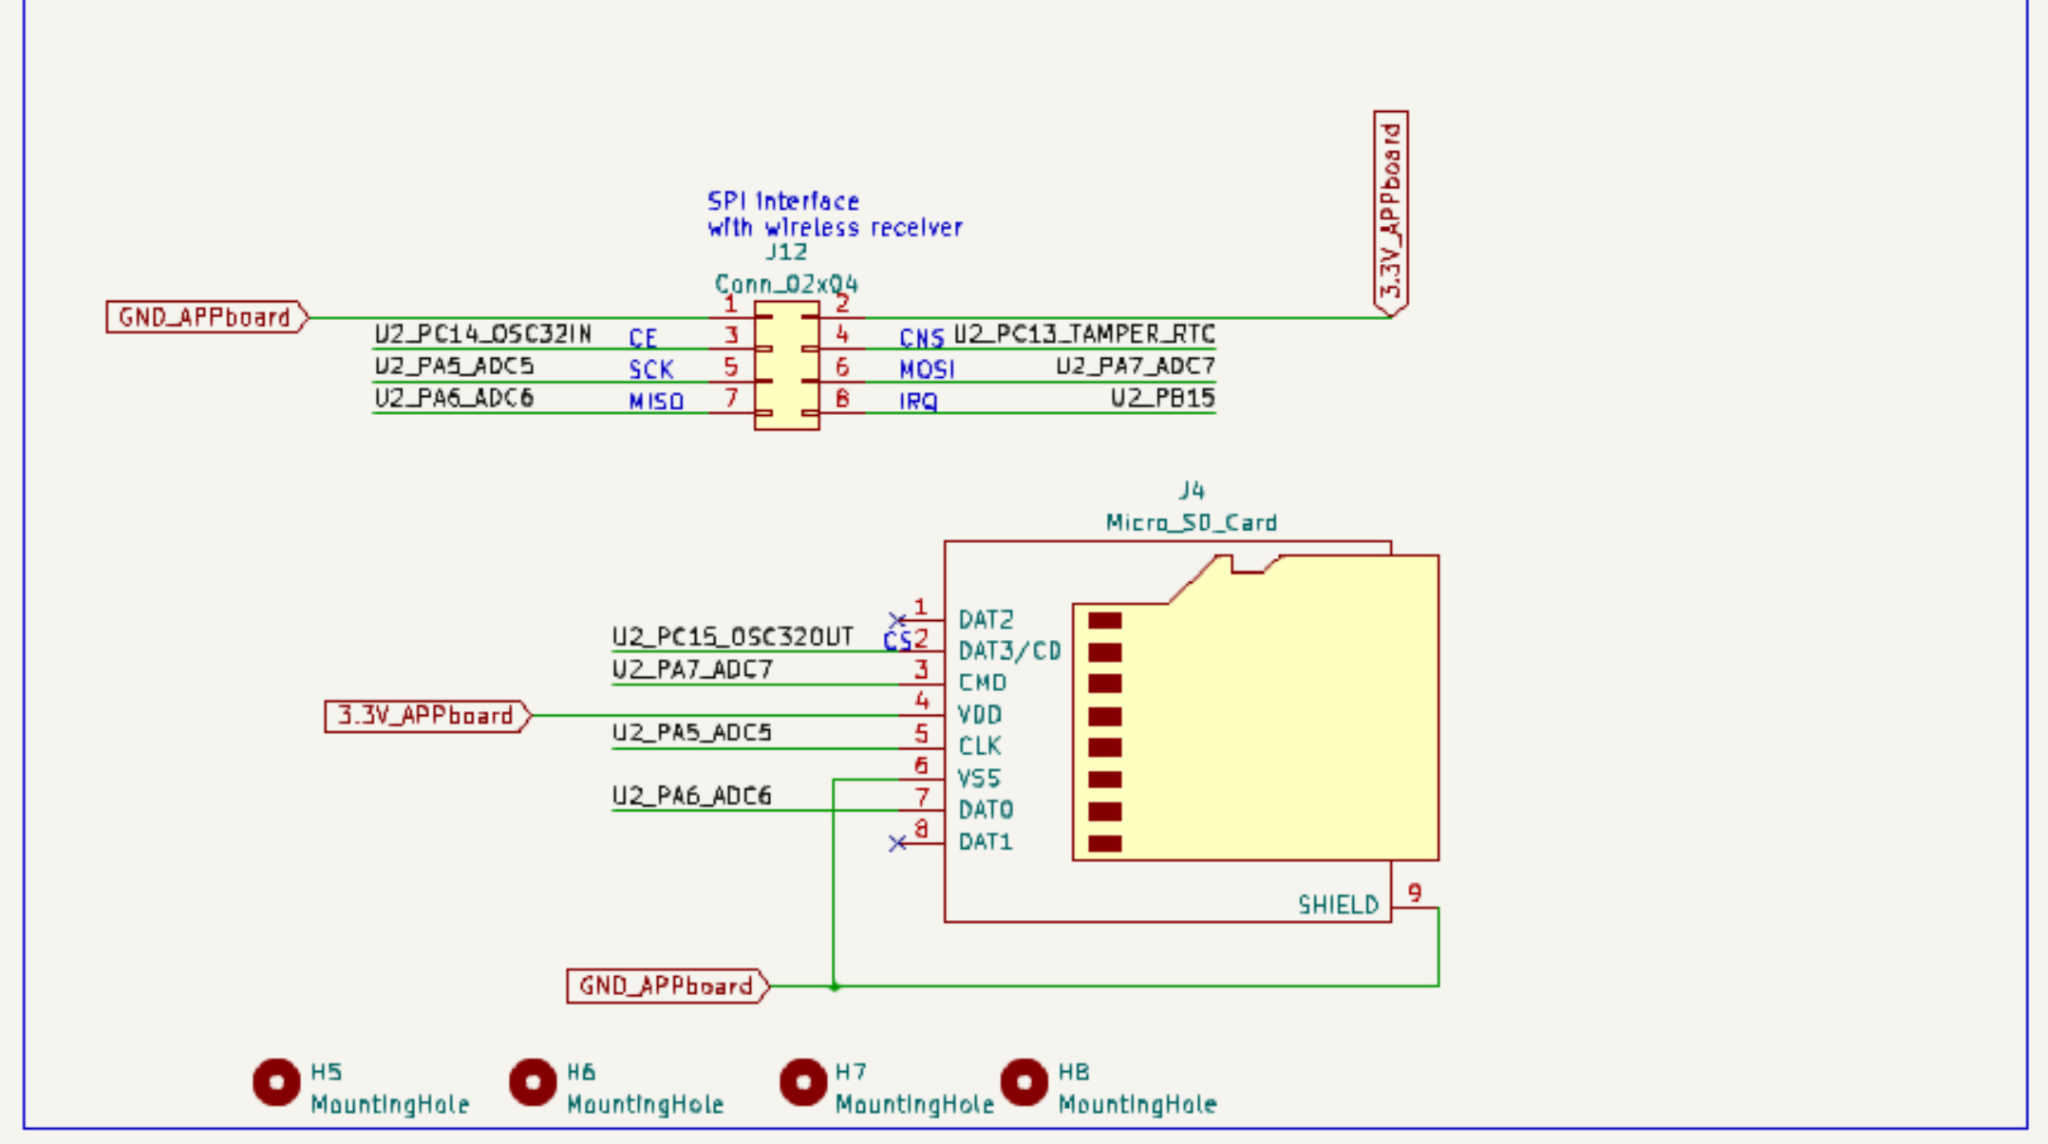 3.3V_APPboard
SPI interface
with wireless receiver
J12
Conn_02x04
GND_APPboard 1 2
U2_PC14_OSC32IN CE 3 4 CNS U2_PC13_TAMPER_RTC
U2_PA5_ADC5 SCK 5 6 MOSI U2_PA7_ADC7
U2_PA6_ADC6 MISO 7 8 IRQ U2_PB15
J4
Micro_SD_Card
1 DAT2
U2_PC15_OSC32OUT CS 2 DAT3/CD
U2_PA7_ADC7 3 CMD
3.3V_APPboard 4 VDD
U2_PA5_ADC5 5 CLK
6 VSS
U2_PA6_ADC6 7 DAT0
8 DAT1
SHIELD 9
GND_APPboard
H5 H6 H7 H8
MountingHole MountingHole MountingHole MountingHole